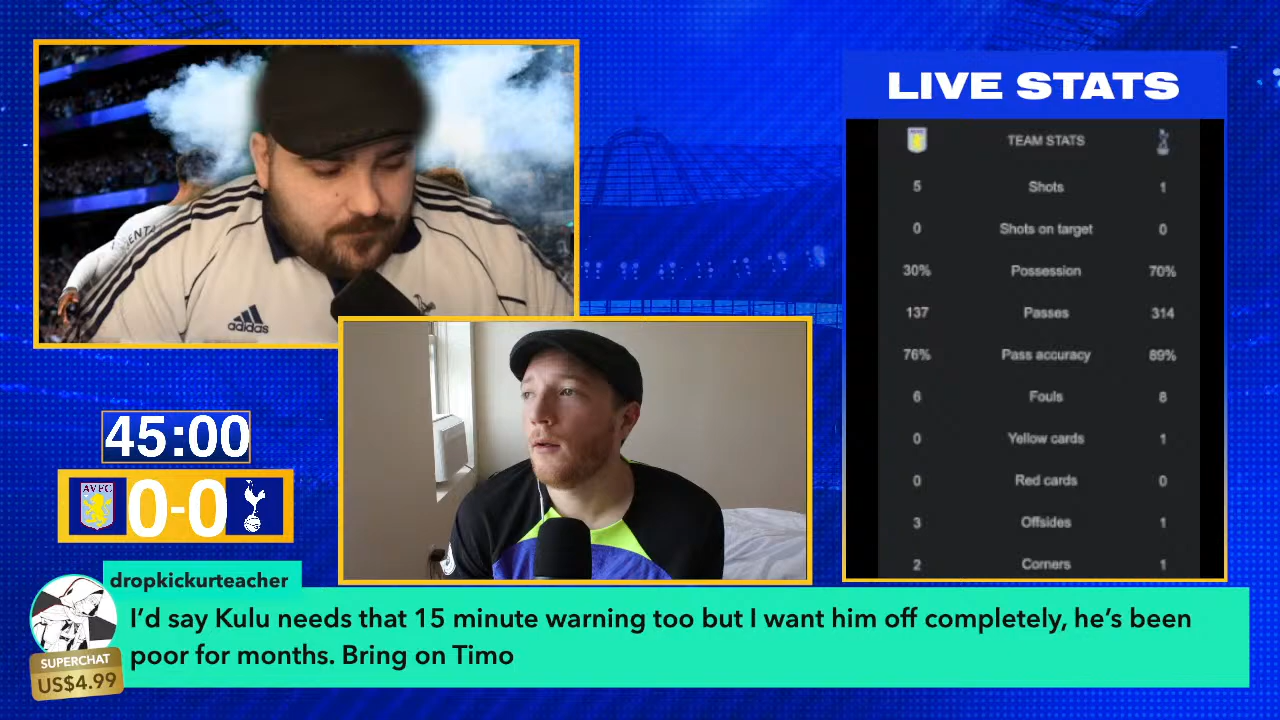 LIVE STATS
TEAM STATS
5 Shots 1
0 Shots on target 0
30% Possession 70%
137 Passes 314
76% Pass accuracy 89%
6 Fouls 8
0 Yellow cards 1
0 Red cards 0
3 Offsides 1
2 Corners 1
adidas
45:00
AVFC
0-0
dropkickurteacher
I'd say Kulu needs that 15 minute warning too but I want him off completely, he's been
poor for months. Bring on Timo
SUPERCHAT
US$4.99